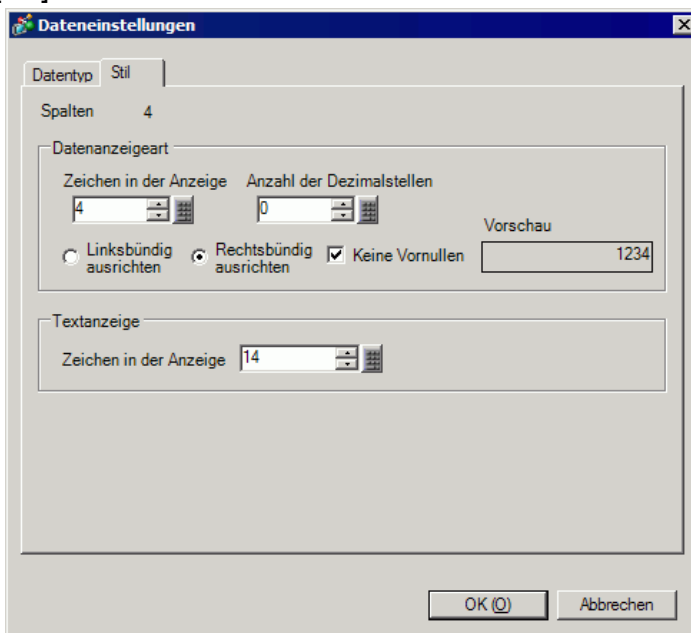 Dateneinstellungen
Datentyp Stil
Spalten 4
Datenanzeigeart
Zeichen in der Anzeige Anzahl der Dezimalstellen
4 0
Vorschau
Linksbündig ausrichten
Rechtsbündig ausrichten
Keine Vornullen
1234
Textanzeige
Zeichen in der Anzeige 14
OK (O) Abbrechen